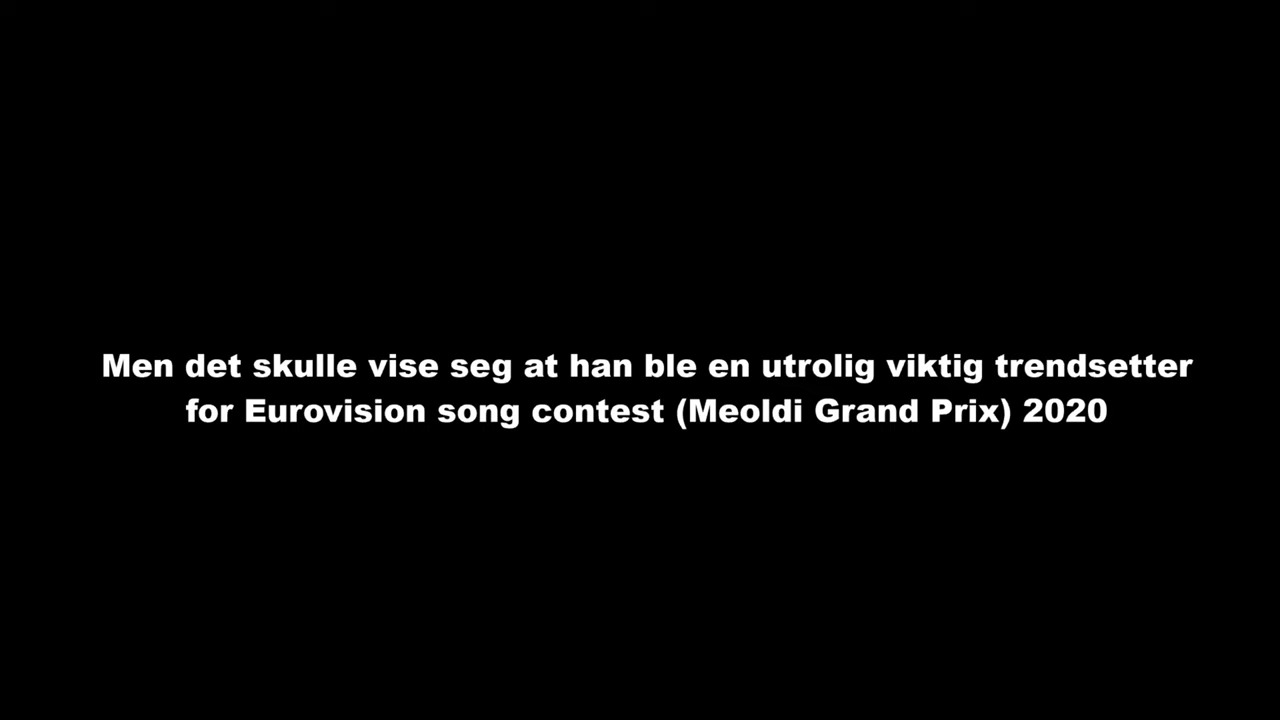 Men det skulle vise seg at han ble en utrolig viktig trendsetter
for Eurovision song contest (Meoldi Grand Prix) 2020